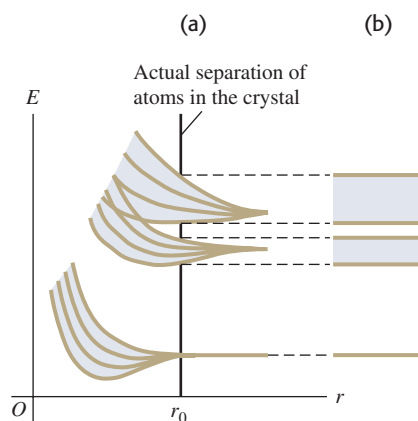 (a)
(b)
Actual separation of
atoms in the crystal
E
O
r0
r